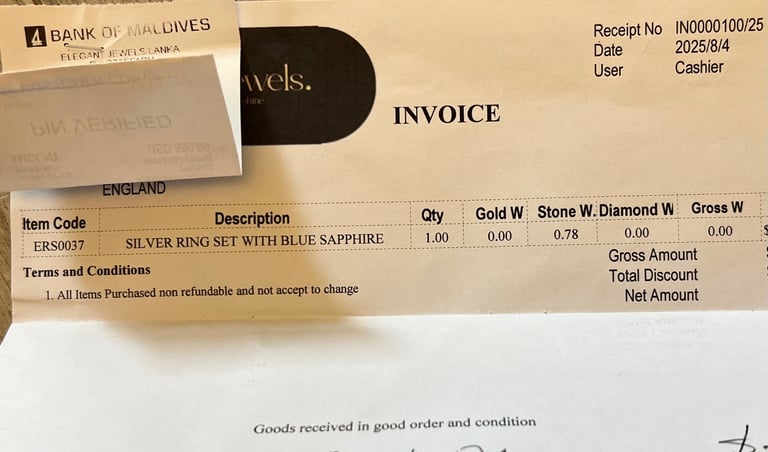 BANK OF MALDIVES
ELEGANT JEWELS LANKA
PIN VERIFIED
AMOUNT
wels.
INVOICE
Receipt No IN0000100/25
Date 2025/8/4
User Cashier
ENGLAND
Item Code Description Qty Gold W Stone W. Diamond W Gross W
ERS0037 SILVER RING SET WITH BLUE SAPPHIRE 1.00 0.00 0.78 0.00 0.00
Gross Amount
Total Discount
Net Amount
Terms and Conditions
1. All Items Purchased non refundable and not accept to change
Goods received in good order and condition